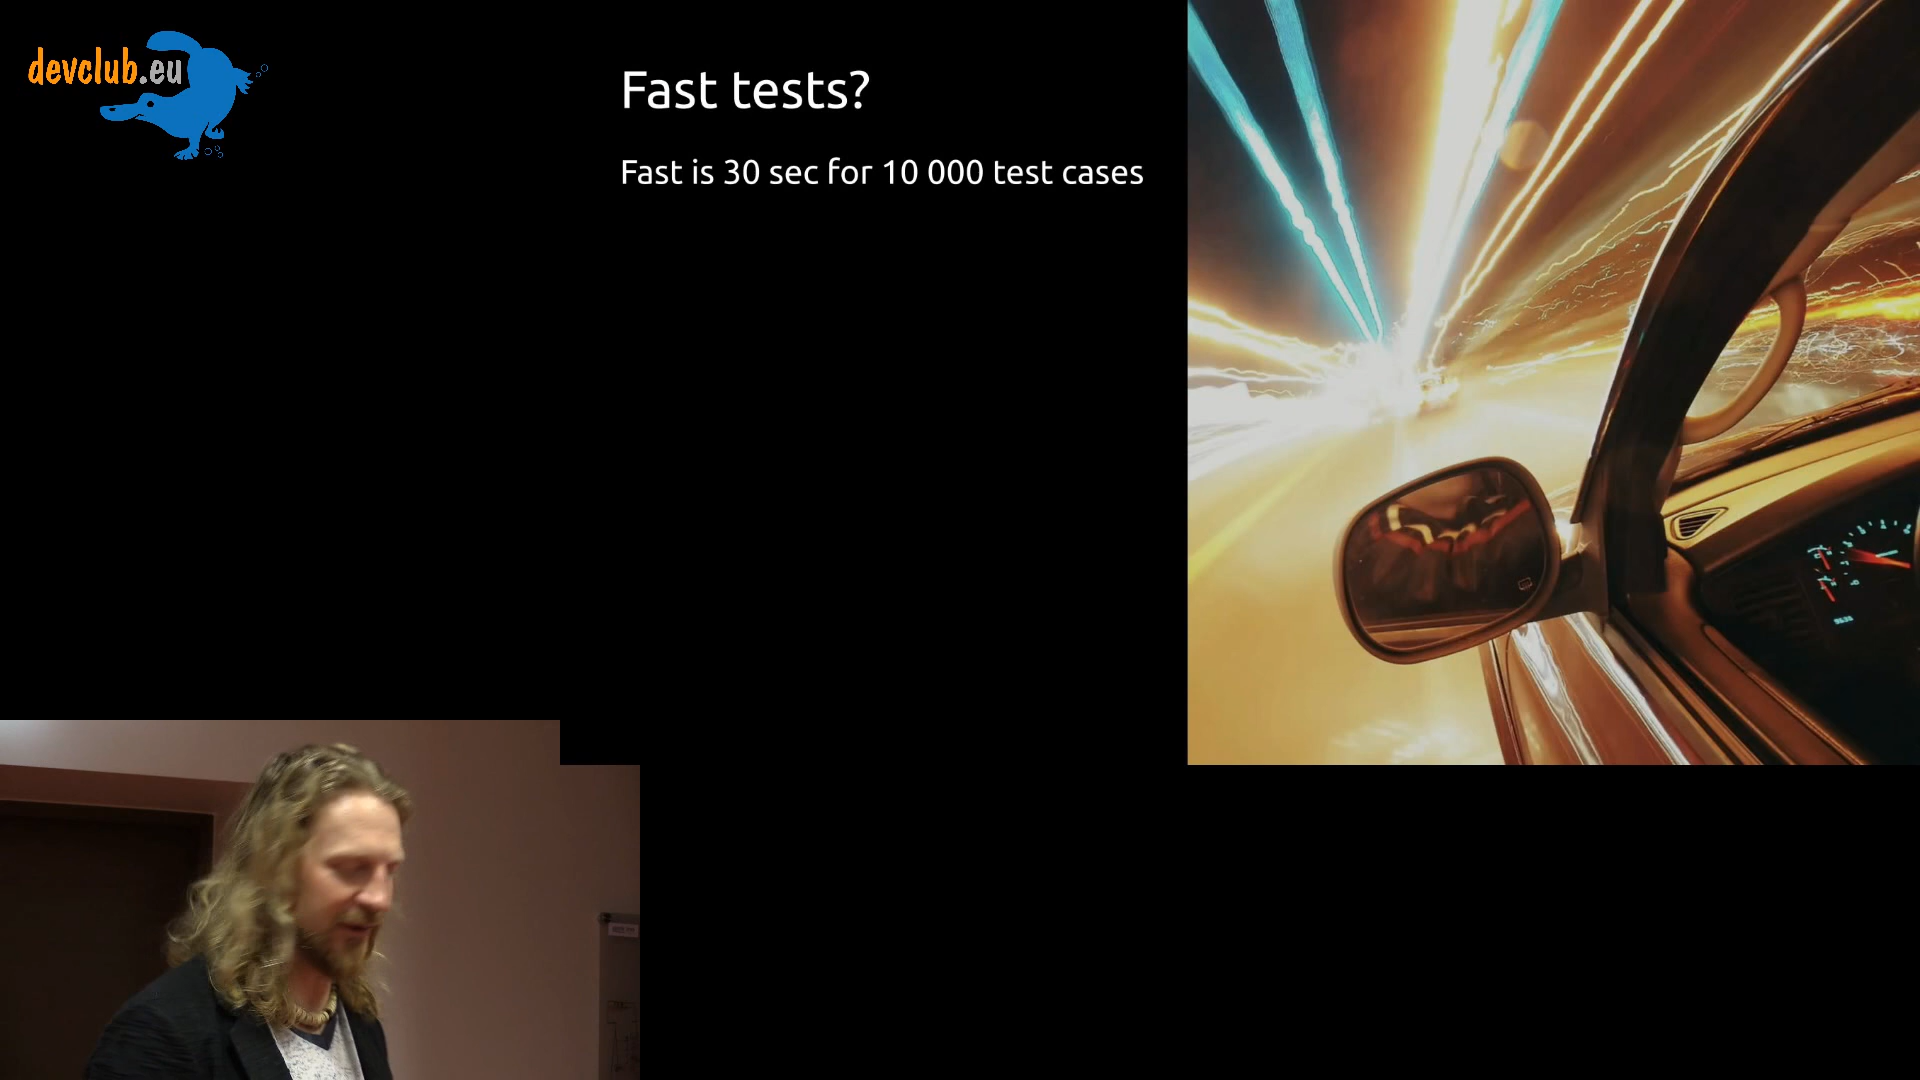 devclub.eu
Fast tests?
Fast is 30 sec for 10 000 test cases